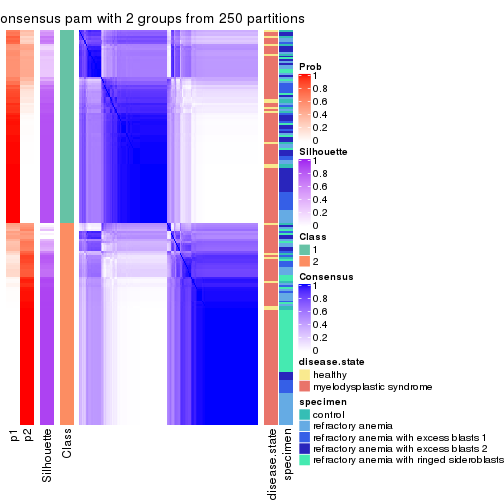 onsensus pam with 2 groups from 250 partitions
Prob
1
0.8
0.6
0.4
0.2
0
Silhouette
1
0.8
0.6
0.4
0.2
0
Class
1
2
Consensus
1
0.8
0.6
0.4
0.2
0
disease.state
healthy
myelodysplastic syndrome
specimen
control
refractory anemia
refractory anemia with excess blasts 1
refractory anemia with excess blasts 2
refractory anemia with ringed sideroblasts
p1
p2
Silhouette
Class
disease.state
specimen